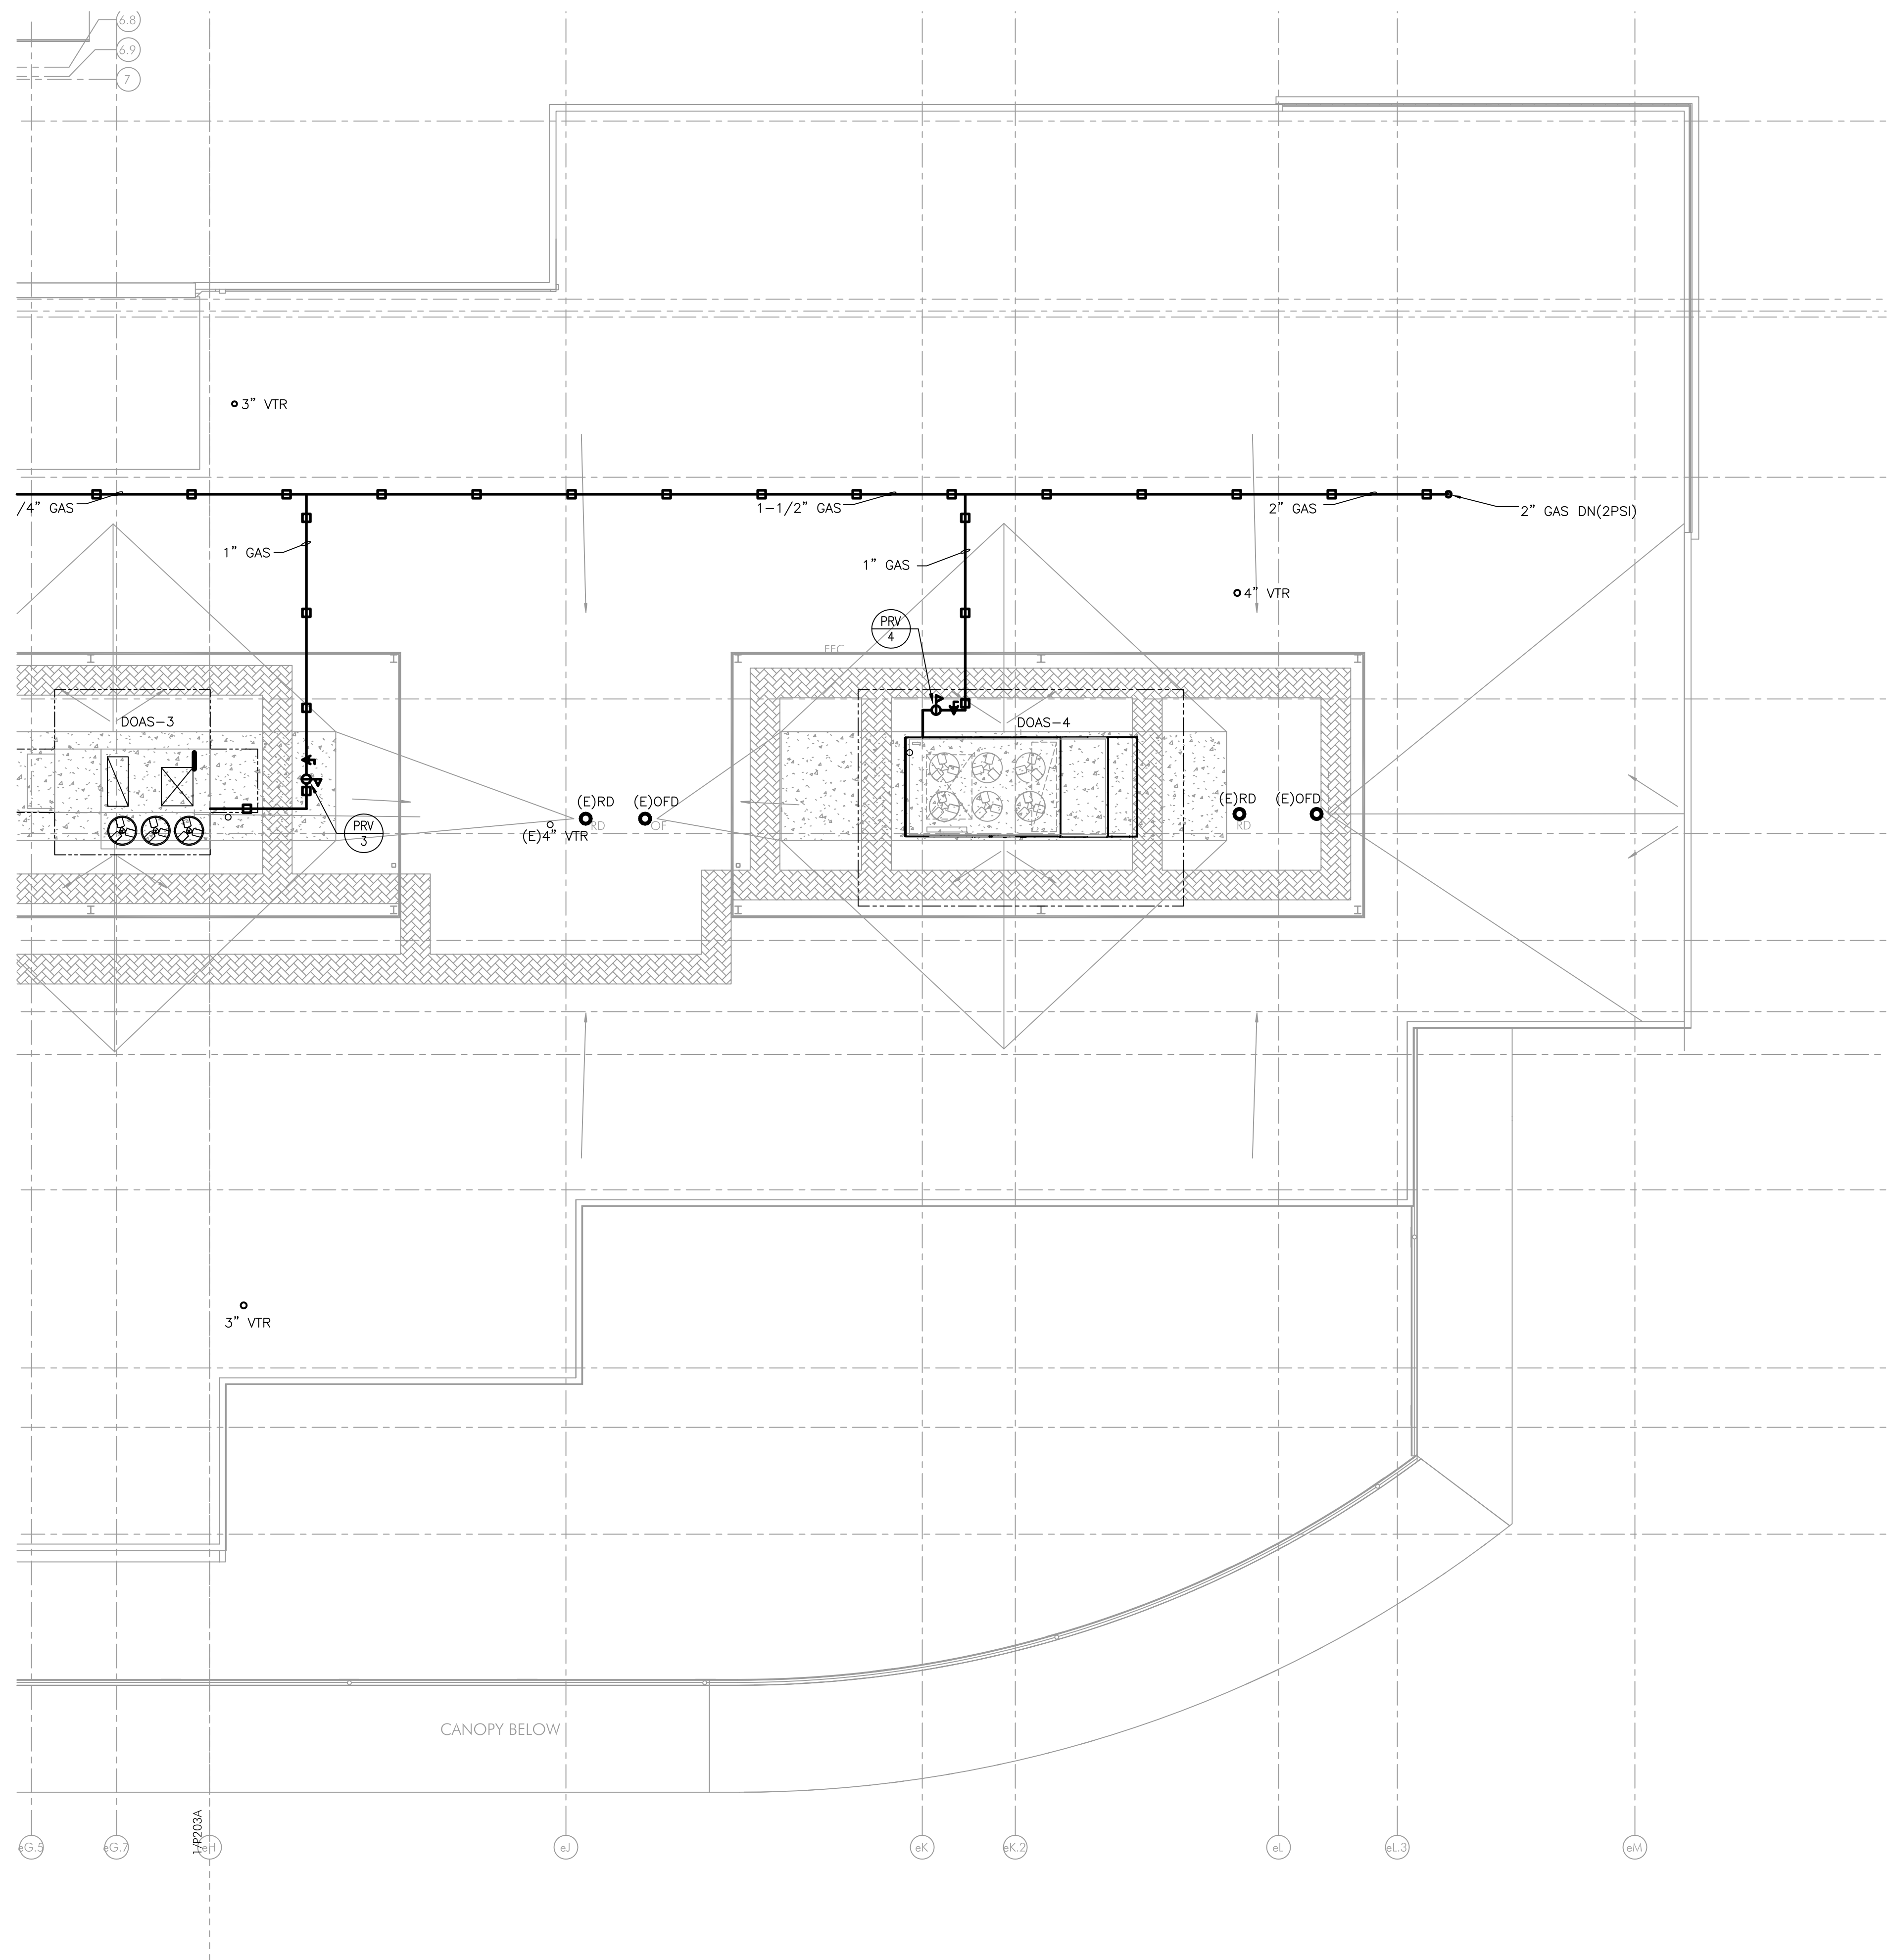 6.8
6.9
7
3" VTR
/4" GAS
1-1/2" GAS
2" GAS
2" GAS DN(2PSI)
1" GAS
1" GAS
4" VTR
PRV
4
DOAS-3
DOAS-4
(E)RD
(E)OFD
RD
OF
(E)4" VTR
(E)RD
(E)OFD
RD
PRV
3
3" VTR
CANOPY BELOW
1/P203A
eG.5
eG.7
eH
eJ
eK
eK.2
eL
eL.3
eM